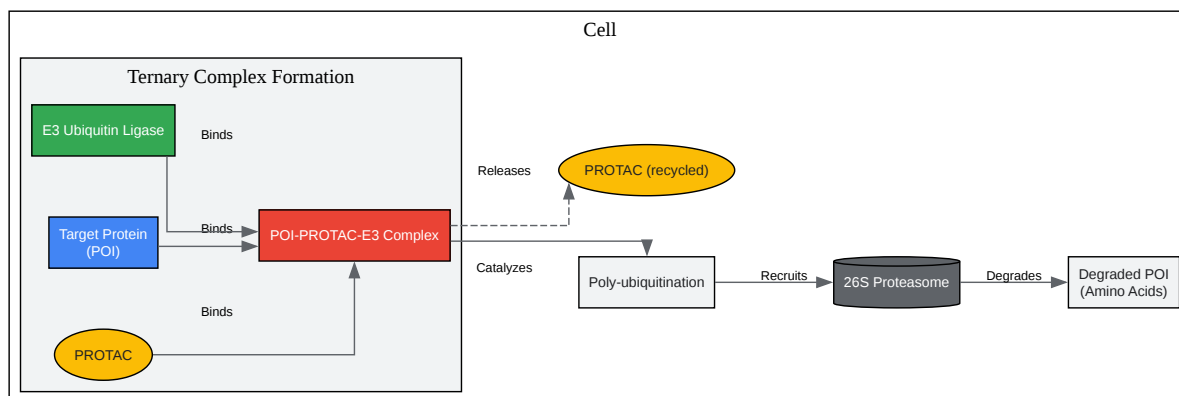 Cell
Ternary Complex Formation
E3 Ubiquitin Ligase
Binds
Releases
PROTAC (recycled)
Target Protein
(POI)
Binds
POI-PROTAC-E3 Complex
Catalyzes
Poly-ubiquitination
Recruits
26S Proteasome
Degrades
Degraded POI
(Amino Acids)
Binds
PROTAC